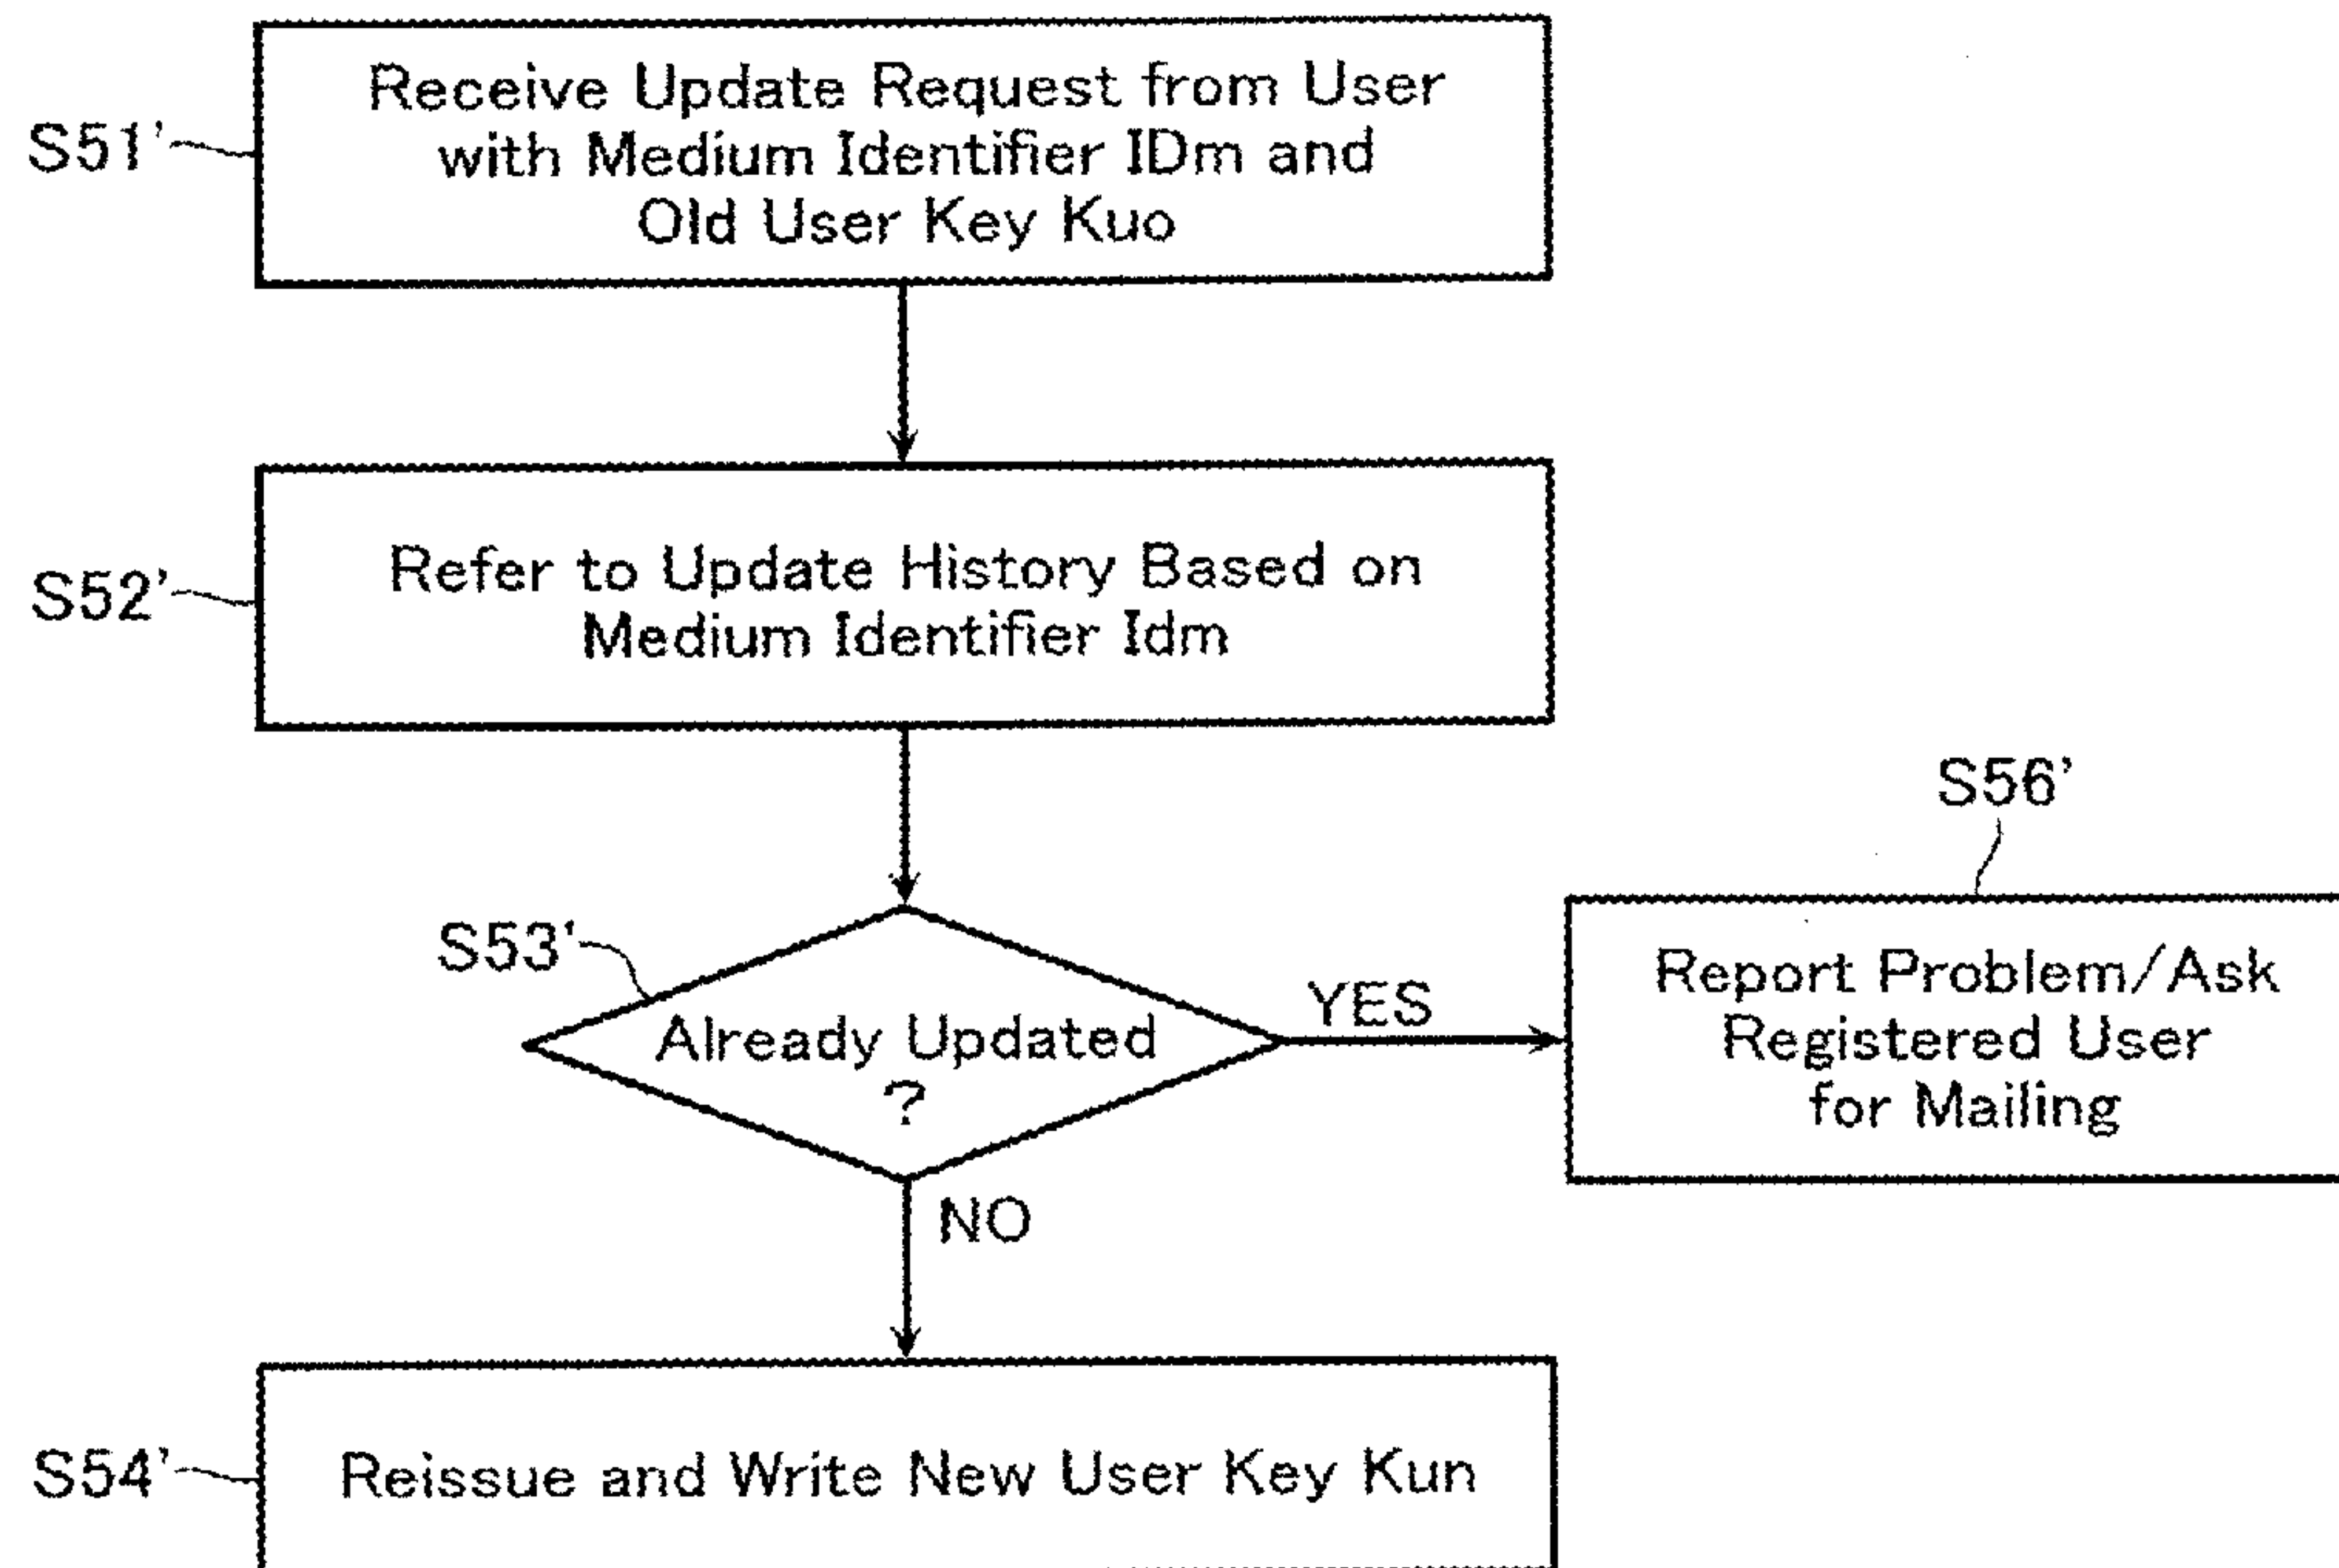 S51'
Receive Update Request from User
with Medium Identifier IDm and
Old User Key Kuo
S52'
Refer to Update History Based on
Medium Identifier Idm
S53'
Already Updated
?
YES
S56'
Report Problem/Ask
Registered User
for Mailing
NO
S54'
Reissue and Write New User Key Kun